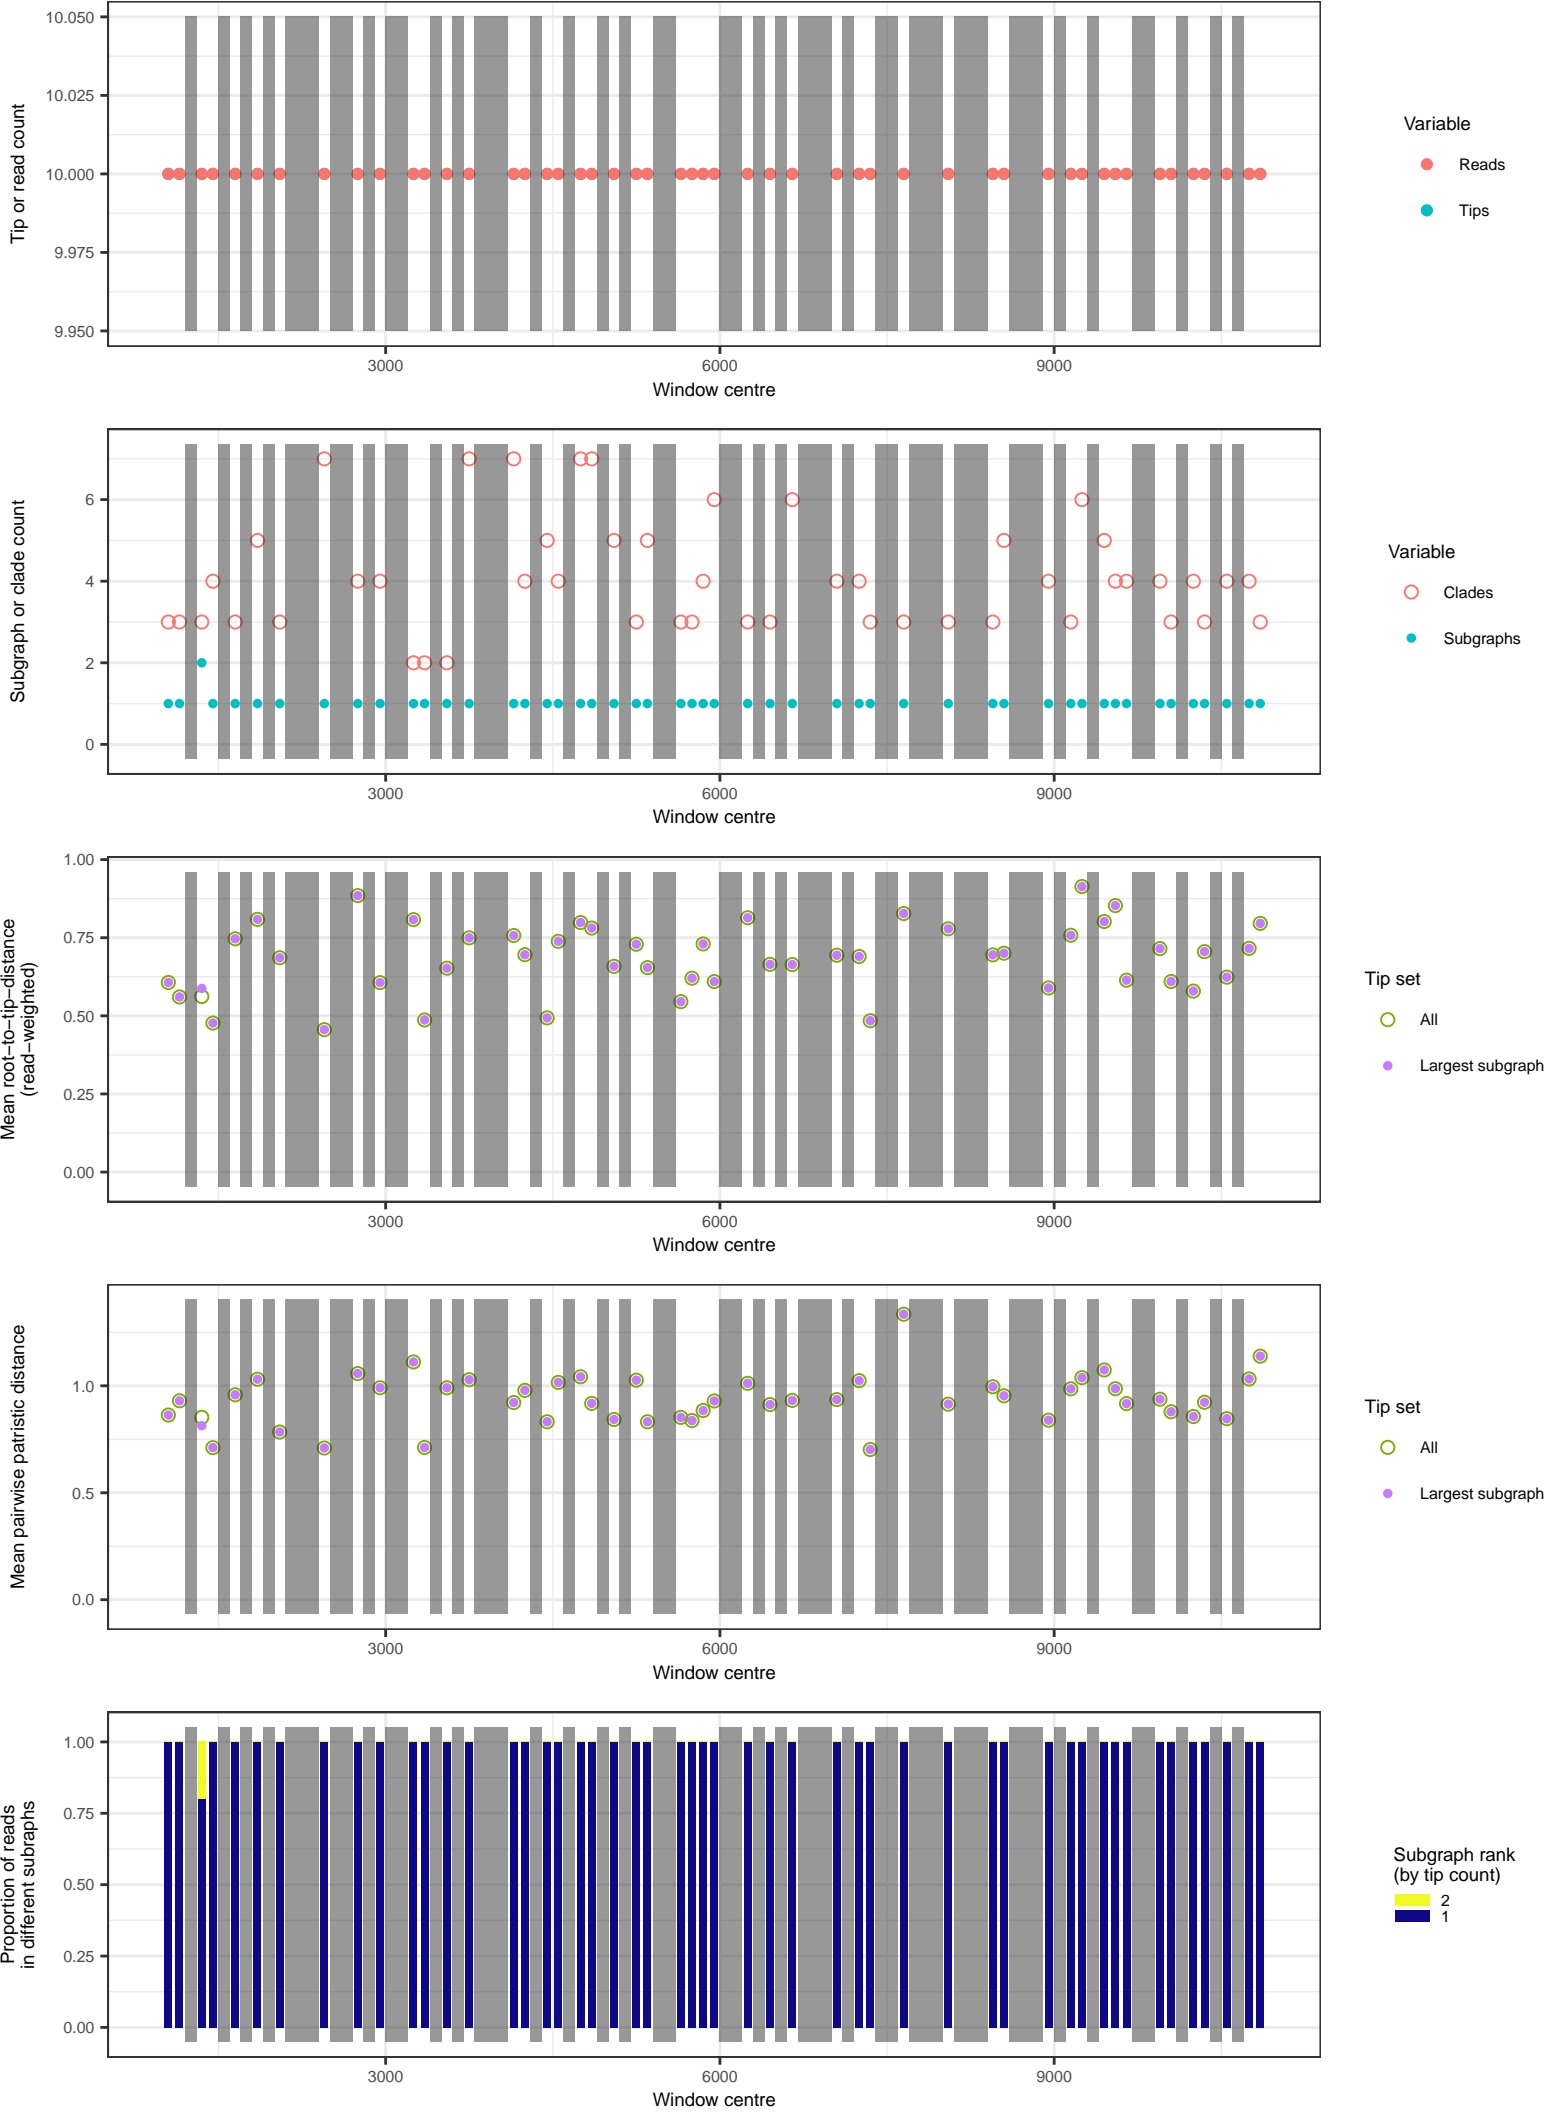 10.050
10.025
10.000
9.975
9.950
Tip or read count
3000
6000
9000
Window centre
Variable
Reads
Tips
6
4
2
0
Subgraph or clade count
3000
6000
9000
Window centre
Variable
Clades
Subgraphs
1.00
0.75
0.50
0.25
0.00
Mean root−to−tip−distance
(read−weighted)
3000
6000
9000
Window centre
Tip set
All
Largest subgraph
1.0
0.5
0.0
Mean pairwise patristic distance
3000
6000
9000
Window centre
Tip set
All
Largest subgraph
1.00
0.75
0.50
0.25
0.00
Proportion of reads
in different subraphs
3000
6000
9000
Window centre
Subgraph rank
(by tip count)
2
1